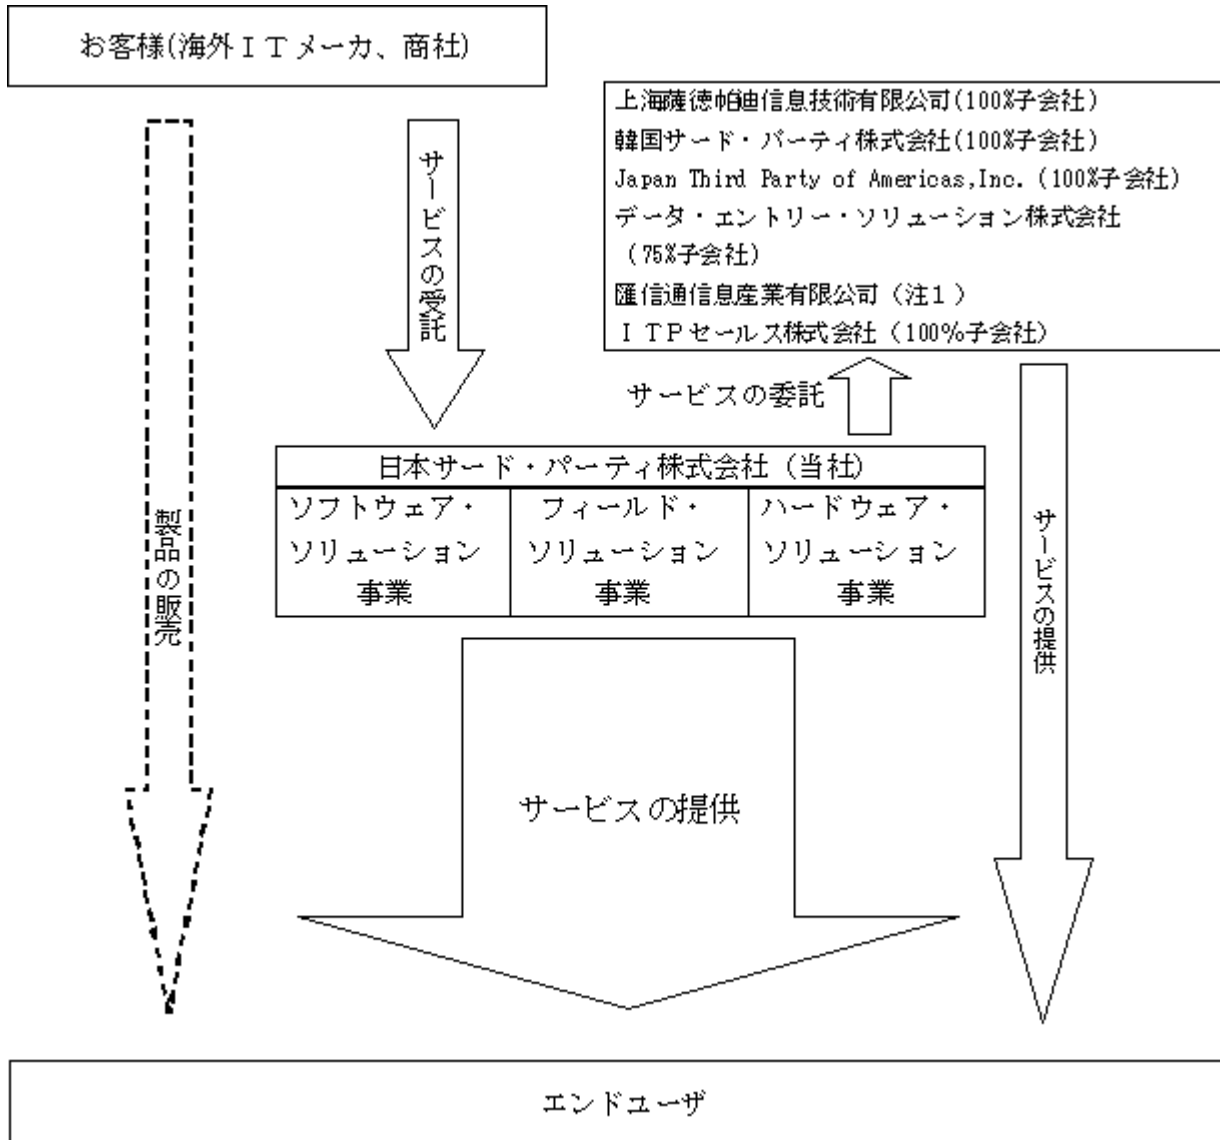 お客様(海外ＩＴメーカ、商社)
上海薩徳帕迪信息技術有限公司(100%子会社)
韓国サード・パーティ株式会社(100%子会社)
Japan Third Party of Americas,Inc. (100%子会社)
データ・エントリー・ソリューション株式会社
（75%子会社）
匯信通信息産業有限公司（注１）
ＩＴＰセールス株式会社（100％子会社）
サービスの受託
サービスの委託
日本サード・パーティ株式会社（当社）
ソフトウェア・
ソリューション
事業
フィールド・
ソリューション
事業
ハードウェア・
ソリューション
事業
製品の販売
サービスの提供
サービスの提供
エンドユーザ